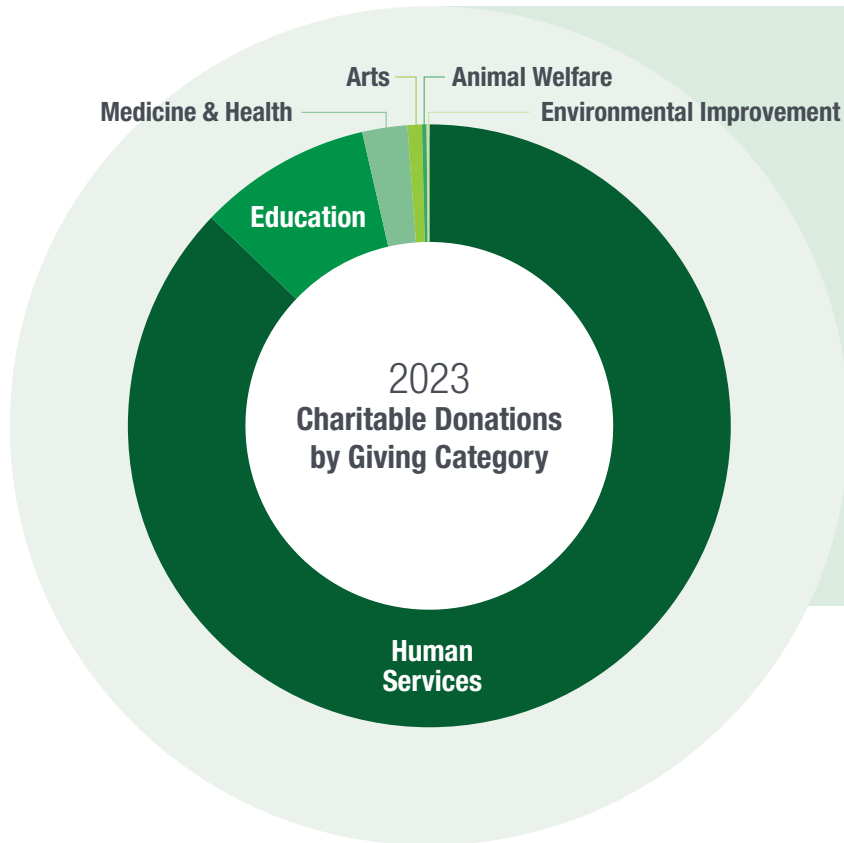 Arts
Animal Welfare
Medicine & Health
Environmental Improvement
Education
2023
Charitable Donations
by Giving Category
Human
Services